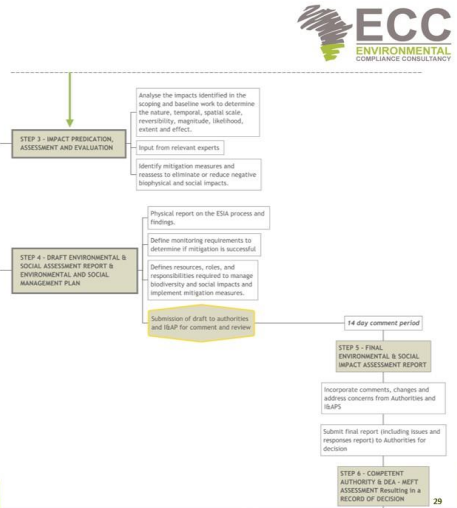 ECC
ENVIRONMENTAL
COMPLIANCE CONSULTANCY
Analyse the impacts identified in the
scoping and baseline work to determine
the nature, temporal, spatial scale,
reversibility, magnitude, likelihood,
extent and effect.
STEP 3 - IMPACT PREDICATION,
ASSESSMENT AND EVALUATION
Input from relevant experts
Identify mitigation measures and
reassess to eliminate or reduce negative
biophysical and social impacts.
Physical report on the ESIA process and
findings.
Define monitoring requirements to
determine if mitigation is successful
STEP 4 - DRAFT ENVIRONMENTAL &
SOCIAL ASSESSMENT REPORT &
ENVIRONMENTAL AND SOCIAL
MANAGEMENT PLAN
Defines resources, roles, and
responsibilities required to manage
biodiversity and social impacts and
implement mitigation measures.
Submission of draft to authorities
and I&AP for comment and review
14 day comment period
STEP 5 - FINAL
ENVIRONMENTAL & SOCIAL
IMPACT ASSESSMENT REPORT
Incorporate comments, changes and
address concerns from Authorities and
I&APS
Submit final report (including issues and
responses report) to Authorities for
decision
STEP 6 - COMPETENT
AUTHORITY & DEA - MEFT
ASSESSMENT Resulting in a
RECORD OF DECISION
29